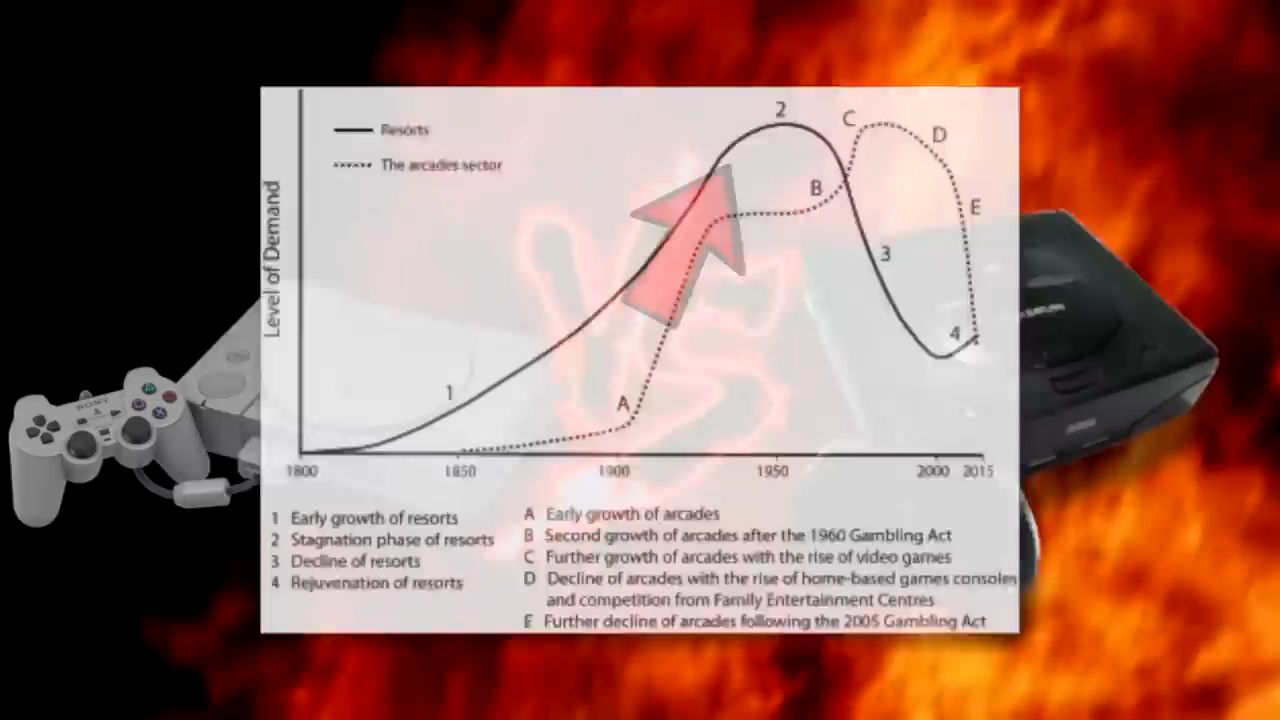 2
C
Resorts
D
The arcades sector
B
E
Level of Demand
3
4
1
A
SONY
1800 1850 1900 1950 2000 2015
1 Early growth of resorts
2 Stagnation phase of resorts
3 Decline of resorts
4 Rejuvenation of resorts
A Early growth of arcades
B Second growth of arcades after the 1960 Gambling Act
C Further growth of arcades with the rise of video games
D Decline of arcades with the rise of home-based games consoles
and competition from Family Entertainment Centres
E Further decline of arcades following the 2005 Gambling Act
VS